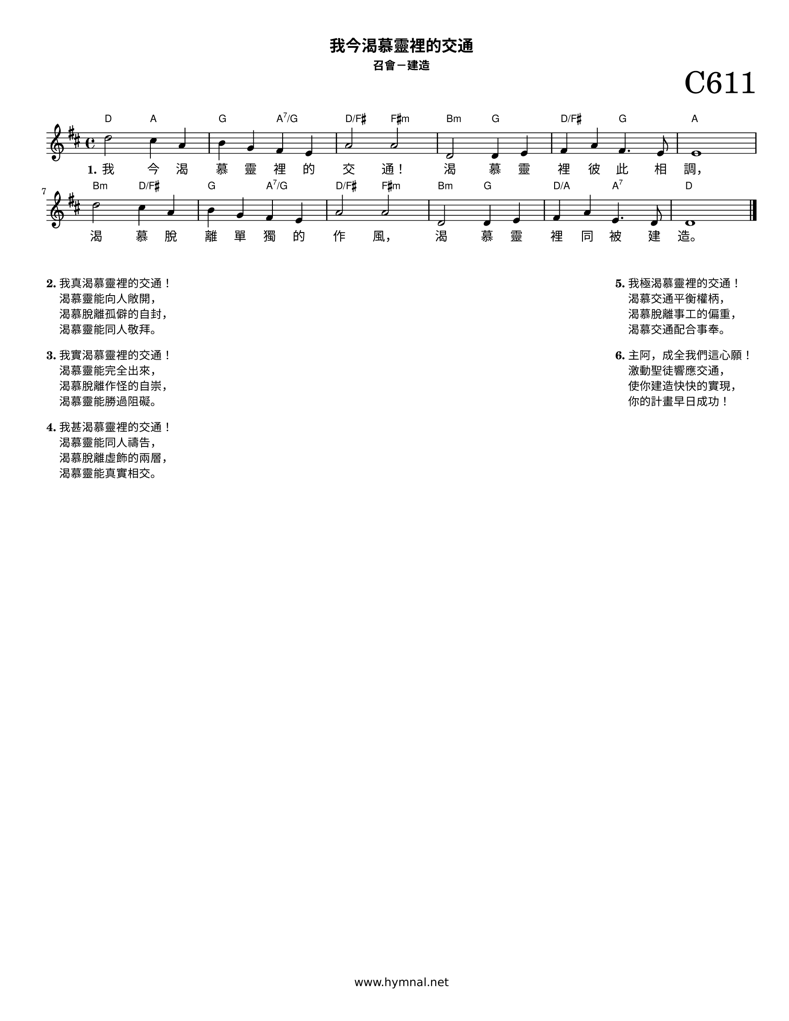 我今渴慕靈裡的交通
召會－建造
C611
D A G A7/G D/F♯ F♯m Bm G D/F♯ G A
1. 我 今 渴 慕 靈 裡 的 交 通！ 渴 慕 靈 裡 彼 此 相 調，
7
Bm D/F♯ G A7/G D/F♯ F♯m Bm G D/A A7 D
渴 慕 脫 離 單 獨 的 作 風， 渴 慕 靈 裡 同 被 建 造。
2. 我真渴慕靈裡的交通！
渴慕靈能向人敞開，
渴慕脫離孤僻的自封，
渴慕靈能同人敬拜。
3. 我實渴慕靈裡的交通！
渴慕靈能完全出來，
渴慕脫離作怪的自崇，
渴慕靈能勝過阻礙。
4. 我甚渴慕靈裡的交通！
渴慕靈能同人禱告，
渴慕脫離虛飾的兩層，
渴慕靈能真實相交。
5. 我極渴慕靈裡的交通！
渴慕交通平衡權柄，
渴慕脫離事工的偏重，
渴慕交通配合事奉。
6. 主阿，成全我們這心願！
激動聖徒響應交通，
使你建造快快的實現，
你的計畫早日成功！
www.hymnal.net